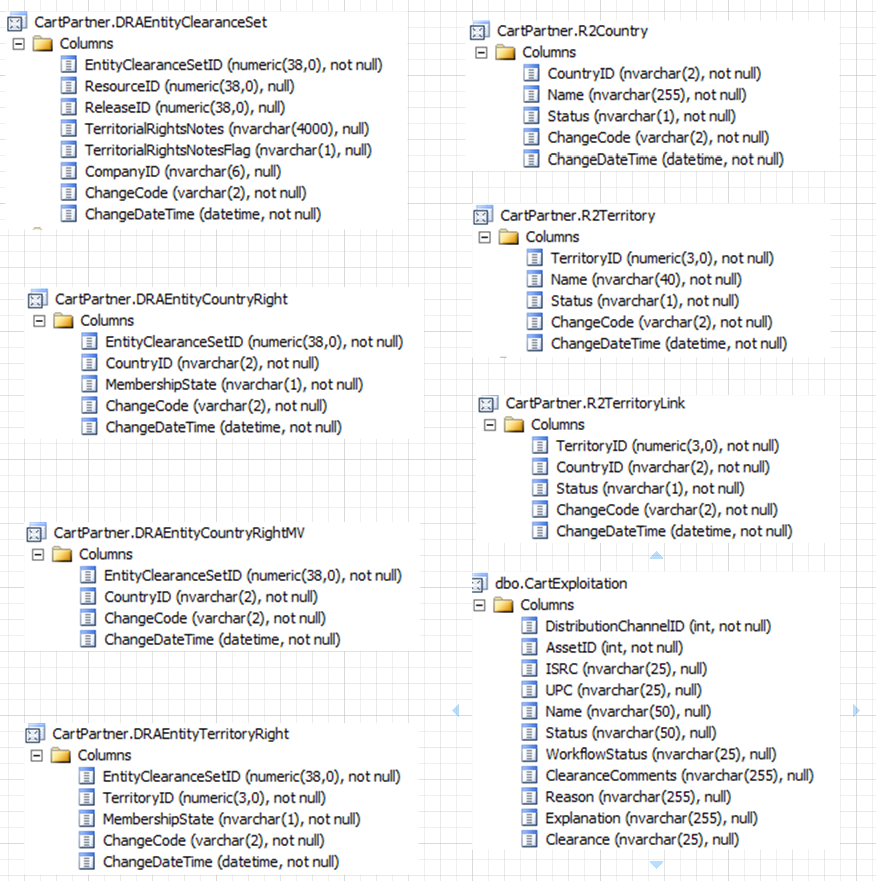 CartPartner.DRAEntityClearanceSet
Columns
EntityClearanceSetID (numeric(38,0), not null)
ResourceID (numeric(38,0), null)
ReleaseID (numeric(38,0), null)
TerritorialRightsNotes (nvarchar(4000), null)
TerritorialRightsNotesFlag (nvarchar(1), null)
CompanyID (nvarchar(6), null)
ChangeCode (varchar(2), not null)
ChangeDateTime (datetime, not null)
CartPartner.DRAEntityCountryRight
Columns
EntityClearanceSetID (numeric(38,0), not null)
CountryID (nvarchar(2), not null)
MembershipState (nvarchar(1), not null)
ChangeCode (varchar(2), not null)
ChangeDateTime (datetime, not null)
CartPartner.DRAEntityCountryRightMV
Columns
EntityClearanceSetID (numeric(38,0), not null)
CountryID (nvarchar(2), not null)
ChangeCode (varchar(2), not null)
ChangeDateTime (datetime, not null)
CartPartner.DRAEntityTerritoryRight
Columns
EntityClearanceSetID (numeric(38,0), not null)
TerritoryID (numeric(3,0), not null)
MembershipState (nvarchar(1), not null)
ChangeCode (varchar(2), not null)
ChangeDateTime (datetime, not null)
CartPartner.R2Country
Columns
CountryID (nvarchar(2), not null)
Name (nvarchar(255), not null)
Status (nvarchar(1), not null)
ChangeCode (varchar(2), not null)
ChangeDateTime (datetime, not null)
CartPartner.R2Territory
Columns
TerritoryID (numeric(3,0), not null)
Name (nvarchar(40), not null)
Status (nvarchar(1), not null)
ChangeCode (varchar(2), not null)
ChangeDateTime (datetime, not null)
CartPartner.R2TerritoryLink
Columns
TerritoryID (numeric(3,0), not null)
CountryID (nvarchar(2), not null)
Status (nvarchar(1), not null)
ChangeCode (varchar(2), not null)
ChangeDateTime (datetime, not null)
dbo.CartExploitation
Columns
DistributionChannelID (int, not null)
AssetID (int, not null)
ISRC (nvarchar(25), null)
UPC (nvarchar(25), null)
Name (nvarchar(50), null)
Status (nvarchar(50), null)
WorkflowStatus (nvarchar(25), null)
ClearanceComments (nvarchar(255), null)
Reason (nvarchar(255), null)
Explanation (nvarchar(255), null)
Clearance (nvarchar(25), null)